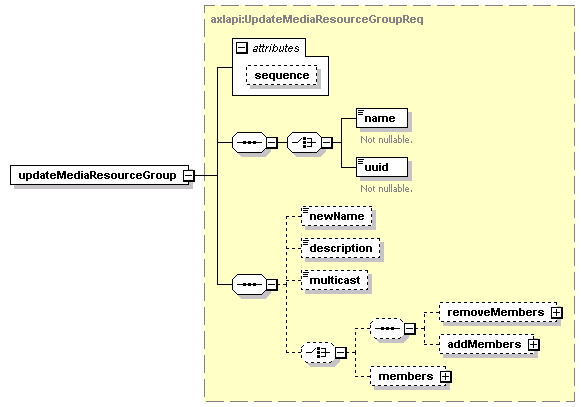 axlapi:UpdateMediaResourceGroupReq
attributes
sequence
name
Not nullable.
uuid
Not nullable.
updateMediaResourceGroup
newName
description
multicast
removeMembers
addMembers
members